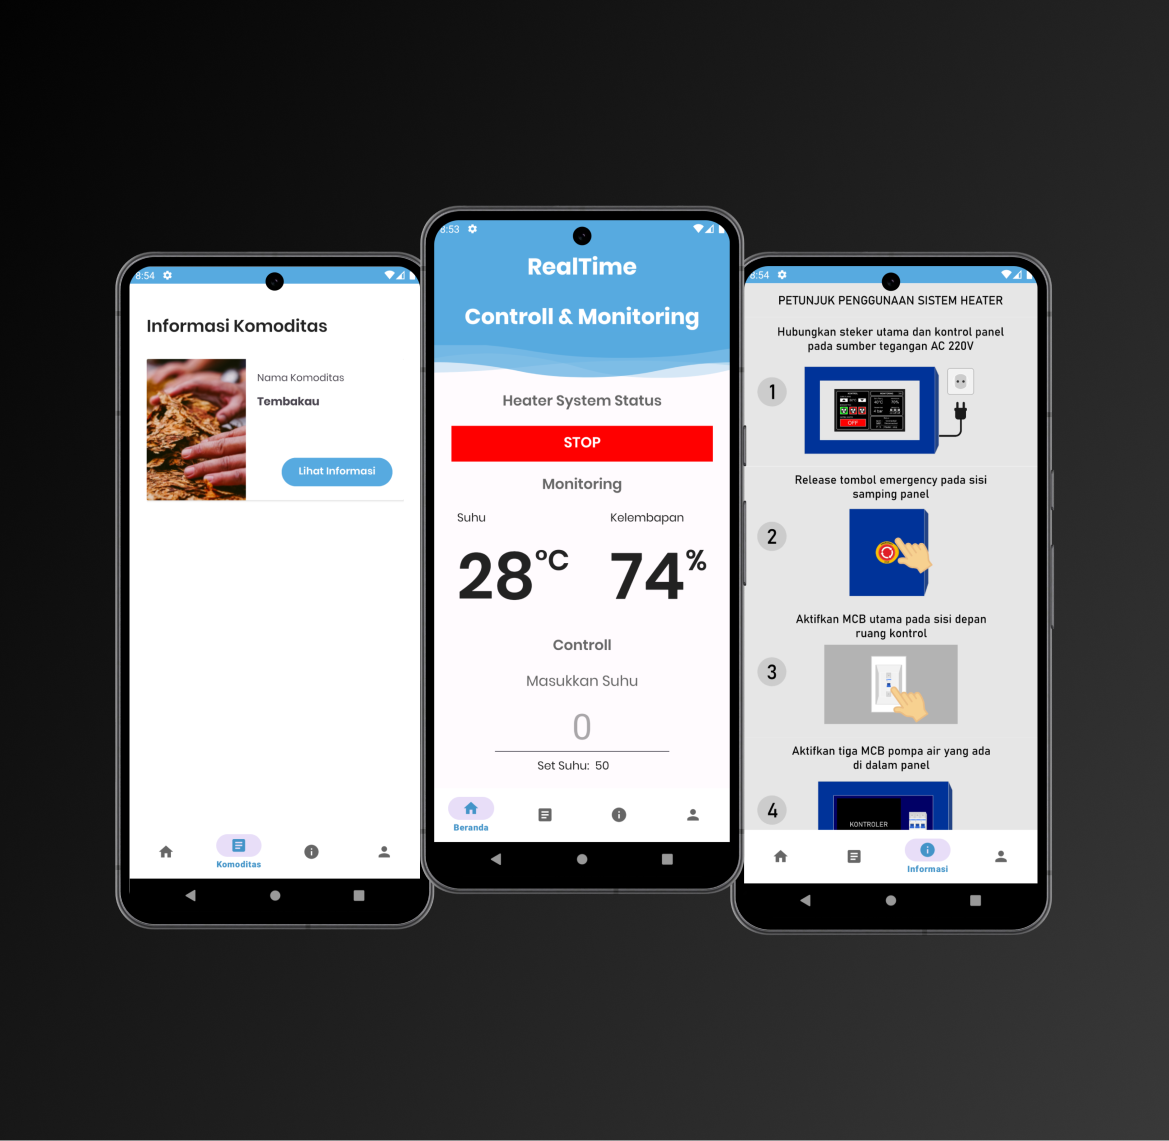 8:54
Informasi Komoditas
Nama Komoditas
Tembakau
Lihat Informasi
Komoditas
8:53
RealTime
Controll & Monitoring
Heater System Status
STOP
Monitoring
Suhu
Kelembapan
28°C
74%
Controll
Masukkan Suhu
0
Set Suhu: 50
Beranda
8:54
PETUNJUK PENGGUNAAN SISTEM HEATER
Hubungkan steker utama dan kontrol panel
pada sumber tegangan AC 220V
1
OFF
Release tombol emergency pada sisi
samping panel
2
Aktifkan MCB utama pada sisi depan
ruang kontrol
3
Aktifkan tiga MCB pompa air yang ada
di dalam panel
4
KONTROLER
Informasi